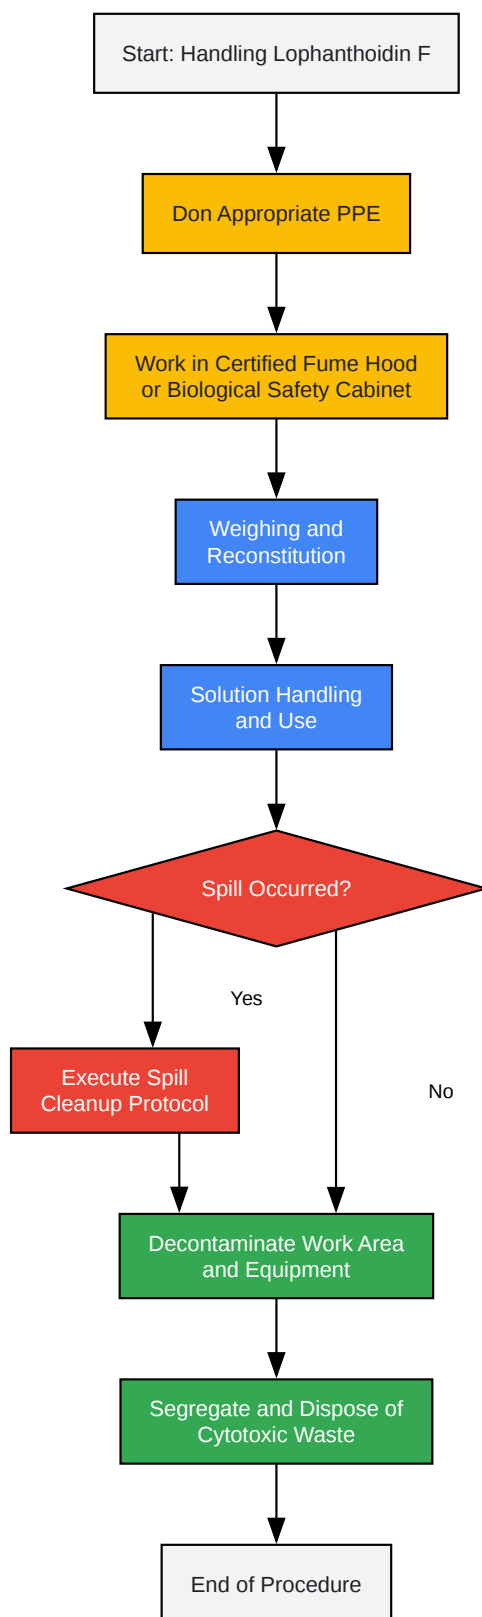 Start: Handling Lophanthoidin F
Don Appropriate PPE
Work in Certified Fume Hood
or Biological Safety Cabinet
Weighing and
Reconstitution
Solution Handling
and Use
Spill Occurred?
Yes
Execute Spill
Cleanup Protocol
No
Decontaminate Work Area
and Equipment
Segregate and Dispose of
Cytotoxic Waste
End of Procedure